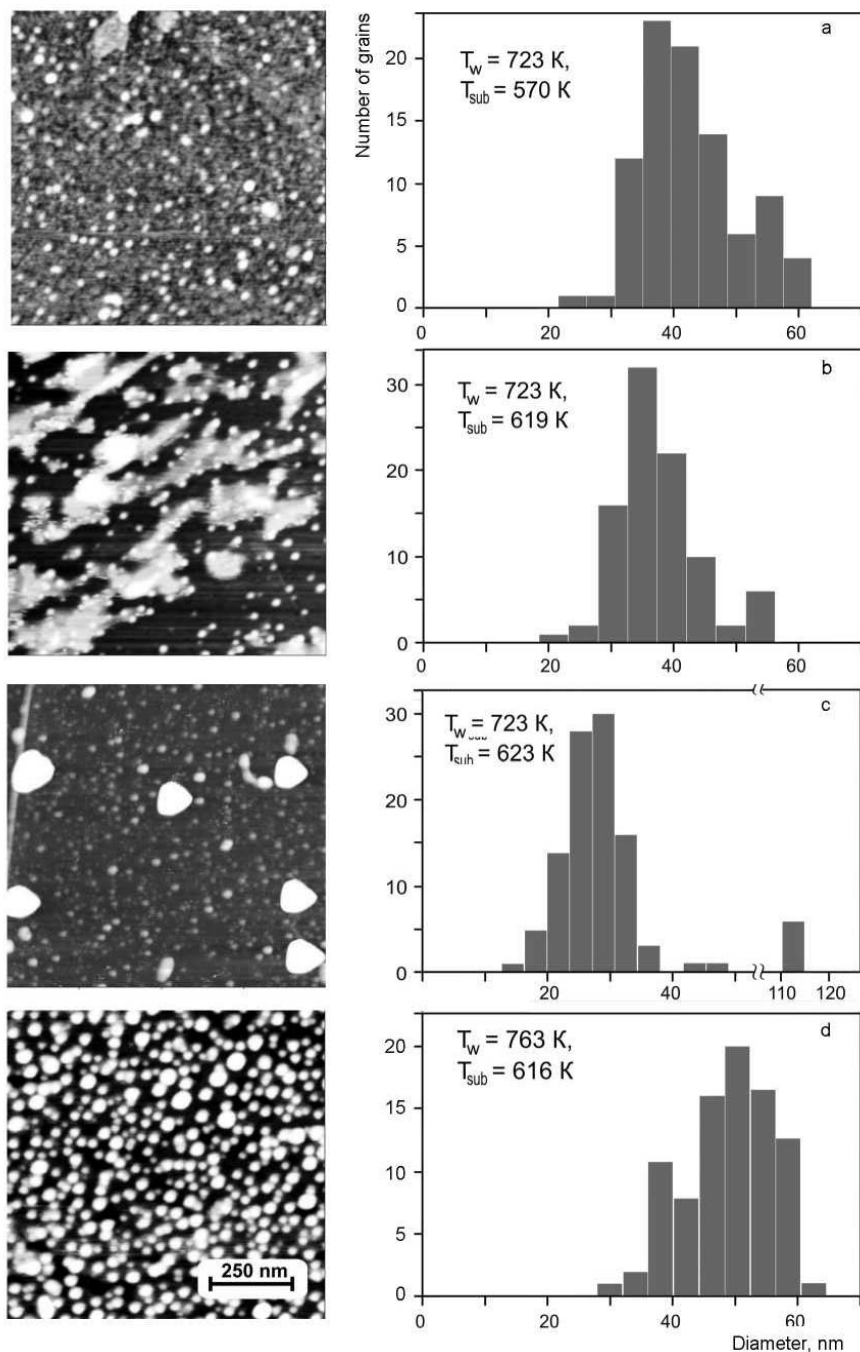 Number of grains
a
T_w = 723 K,
T_sub = 570 K
20
15
10
5
0
0 20 40 60
b
T_w = 723 K,
T_sub = 619 K
30
20
10
0
0 20 40 60
c
T_w = 723 K,
T_sub = 623 K
30
20
10
0
20 40 110 120
d
T_w = 763 K,
T_sub = 616 K
20
15
10
5
0
0 20 40 60
250 nm
Diameter, nm